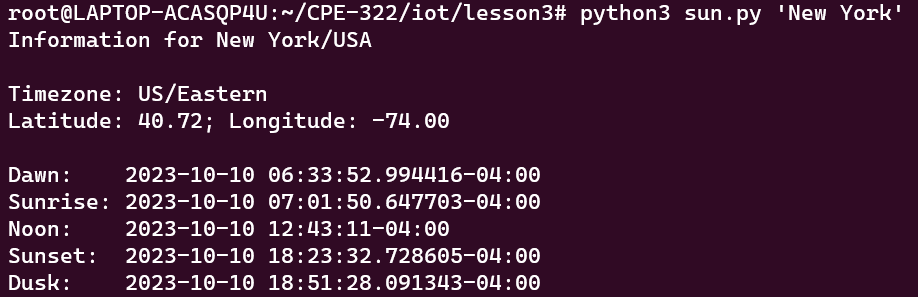 root@LAPTOP-ACASQP4U:~/CPE-322/iot/lesson3# python3 sun.py 'New York'
Information for New York/USA
Timezone: US/Eastern
Latitude: 40.72; Longitude: -74.00
Dawn:    2023-10-10 06:33:52.994416-04:00
Sunrise: 2023-10-10 07:01:50.647703-04:00
Noon:    2023-10-10 12:43:11-04:00
Sunset:  2023-10-10 18:23:32.728605-04:00
Dusk:    2023-10-10 18:51:28.091343-04:00